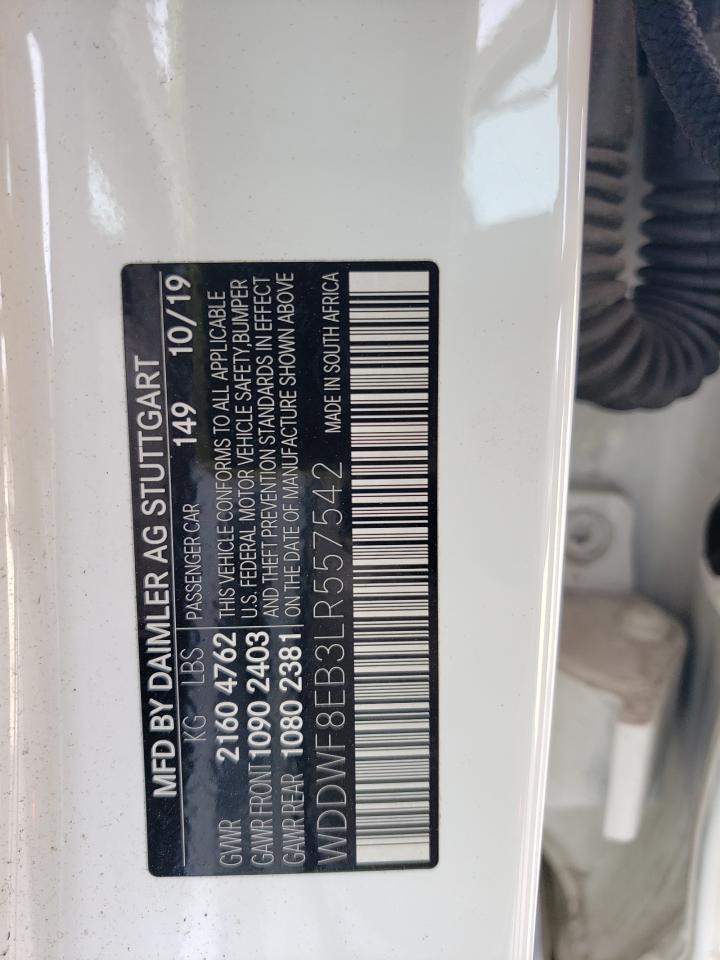 MFD BY DAIMLER AG STUTTGART
KG LBS PASSENGER CAR 149 10/19
GVWR 2160 4762 THIS VEHICLE CONFORMS TO ALL APPLICABLE
GAWR FRONT 1090 2403 U.S. FEDERAL MOTOR VEHICLE SAFETY,BUMPER
AND THEFT PREVENTION STANDARDS IN EFFECT
GAWR REAR 1080 2381 ON THE DATE OF MANUFACTURE SHOWN ABOVE
WDDWF8EB3LR557542 MADE IN SOUTH AFRICA